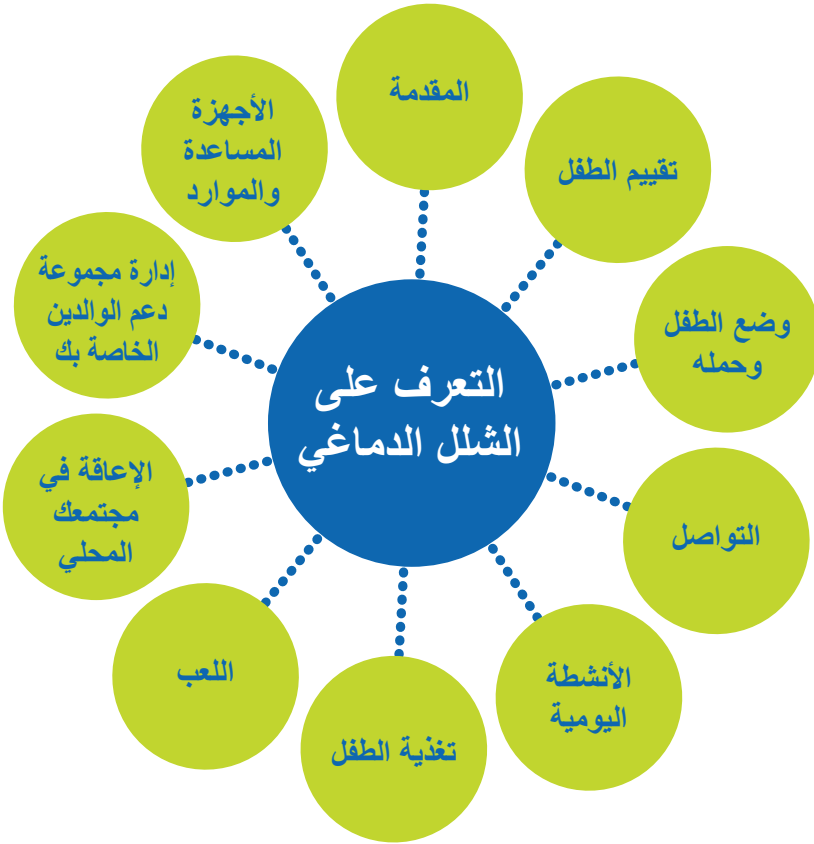 التعرف على
الشلل الدماغي
المقدمة
تقييم الطفل
وضع الطفل
وحمله
التواصل
الأنشطة
اليومية
تغذية الطفل
اللعب
الإعاقة في
مجتمعك
المحلي
إدارة مجموعة
دعم الوالدين
الخاصة بك
الأجهزة
المساعدة
والموارد